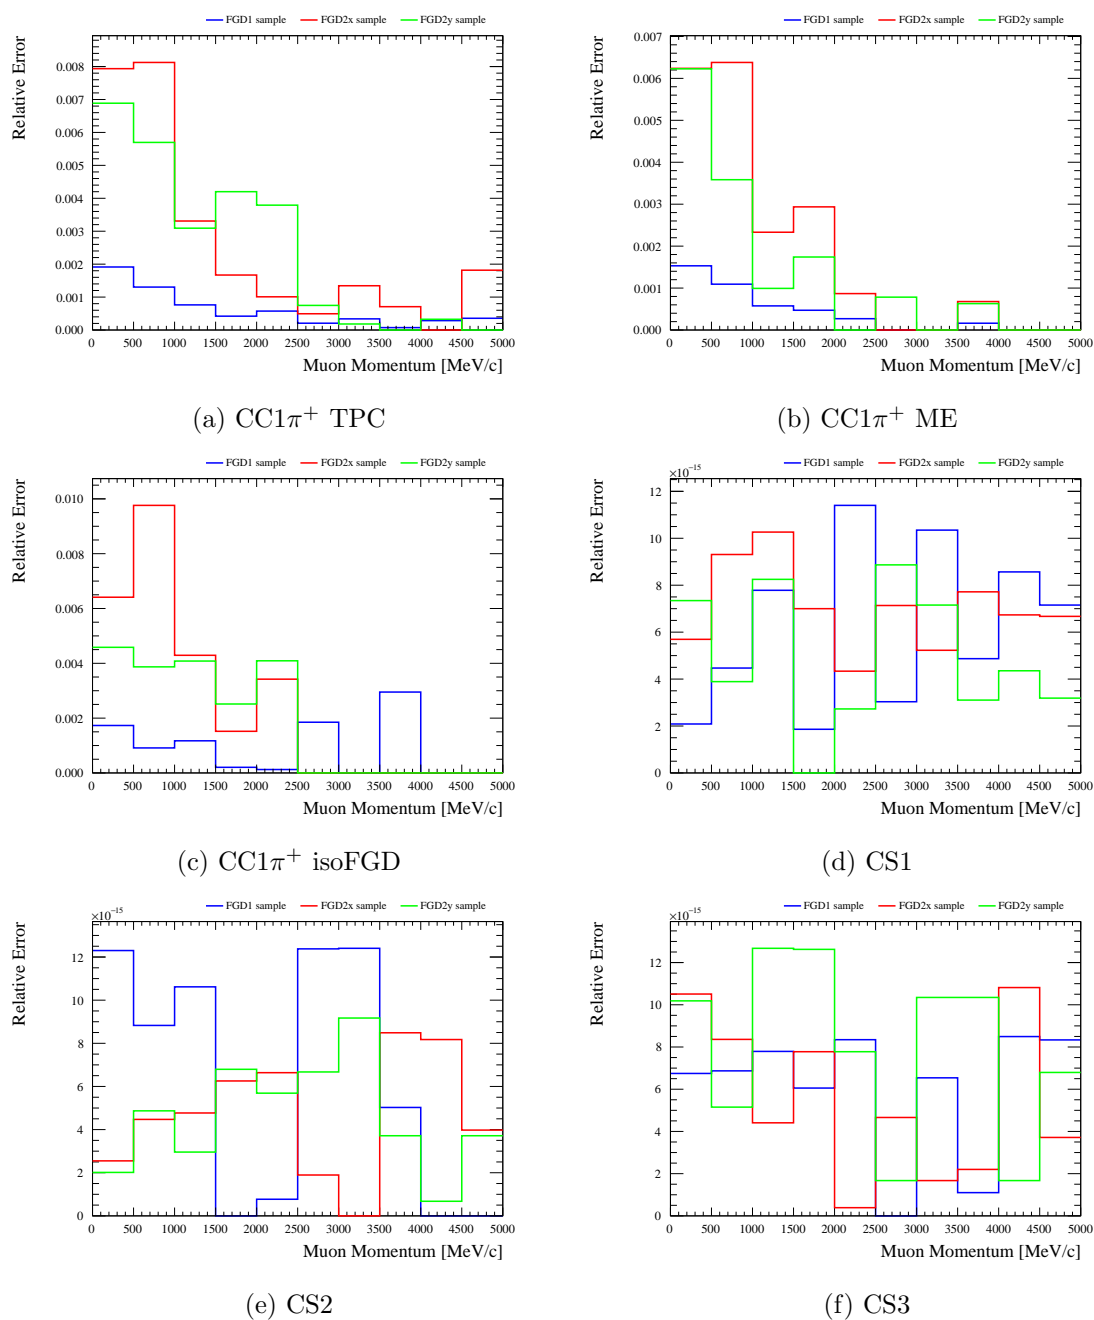 FGD1 sample FGD2x sample FGD2y sample
Relative Error
0.008
0.007
0.006
0.005
0.004
0.003
0.002
0.001
0.000
0 500 1000 1500 2000 2500 3000 3500 4000 4500 5000
Muon Momentum [MeV/c]
(a) CC1π⁺ TPC
FGD1 sample FGD2x sample FGD2y sample
Relative Error
0.007
0.006
0.005
0.004
0.003
0.002
0.001
0.000
0 500 1000 1500 2000 2500 3000 3500 4000 4500 5000
Muon Momentum [MeV/c]
(b) CC1π⁺ ME
FGD1 sample FGD2x sample FGD2y sample
Relative Error
0.010
0.008
0.006
0.004
0.002
0.000
0 500 1000 1500 2000 2500 3000 3500 4000 4500 5000
Muon Momentum [MeV/c]
(c) CC1π⁺ isoFGD
FGD1 sample FGD2x sample FGD2y sample
×10⁻¹⁵
Relative Error
12
10
8
6
4
2
0
0 500 1000 1500 2000 2500 3000 3500 4000 4500 5000
Muon Momentum [MeV/c]
(d) CS1
FGD1 sample FGD2x sample FGD2y sample
×10⁻¹⁵
Relative Error
12
10
8
6
4
2
0
0 500 1000 1500 2000 2500 3000 3500 4000 4500 5000
Muon Momentum [MeV/c]
(e) CS2
FGD1 sample FGD2x sample FGD2y sample
×10⁻¹⁵
Relative Error
12
10
8
6
4
2
0
0 500 1000 1500 2000 2500 3000 3500 4000 4500 5000
Muon Momentum [MeV/c]
(f) CS3